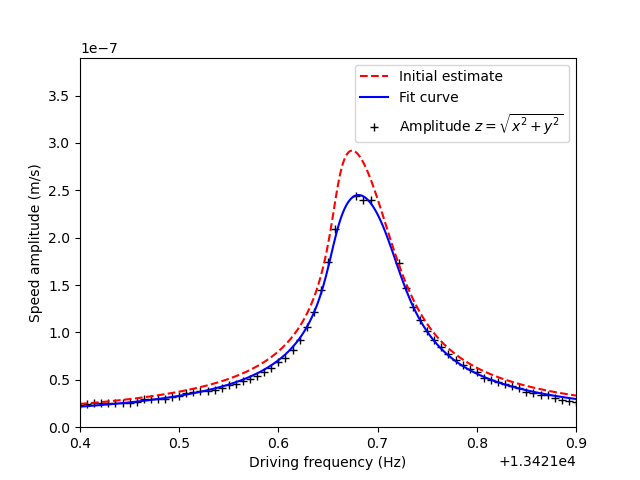 1e−7
Initial estimate
Fit curve
Amplitude z = √x² + y²
3.5
3.0
2.5
2.0
1.5
1.0
0.5
0.0
Speed amplitude (m/s)
0.4 0.5 0.6 0.7 0.8 0.9
Driving frequency (Hz)
+1.3421e4